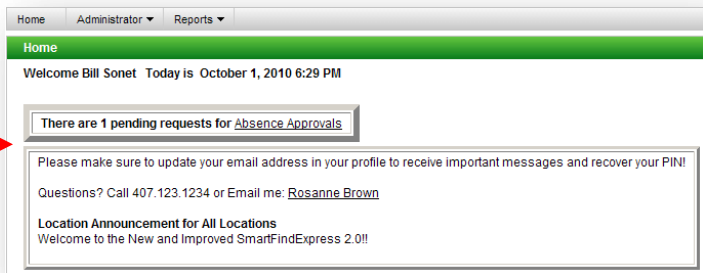 Home Administrator ▼ Reports ▼
Home
Welcome Bill Sonet Today is October 1, 2010 6:29 PM
There are 1 pending requests for Absence Approvals
Please make sure to update your email address in your profile to receive important messages and recover your PIN!
Questions? Call 407.123.1234 or Email me: Rosanne Brown
Location Announcement for All Locations
Welcome to the New and Improved SmartFindExpress 2.0!!